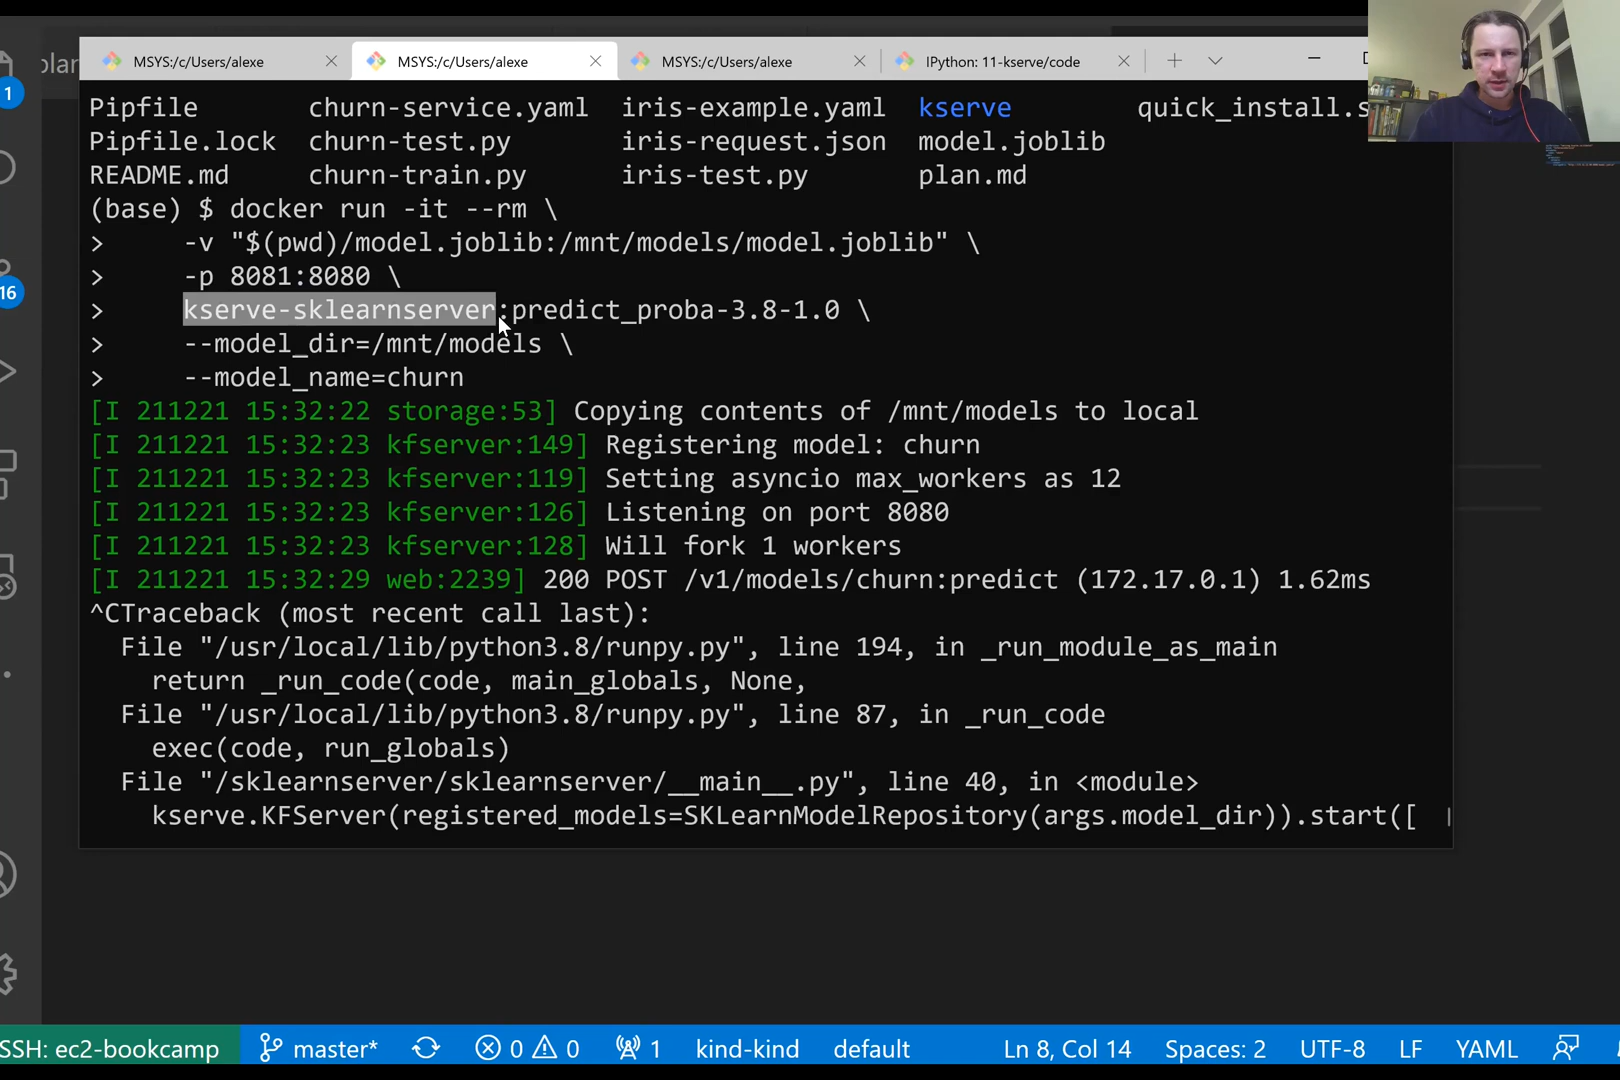 plan
MSYS:/c/Users/alexe
MSYS:/c/Users/alexe
MSYS:/c/Users/alexe
IPython: 11-kserve/code
1
16
Pipfile churn-service.yaml iris-example.yaml kserve quick_install.s
Pipfile.lock churn-test.py iris-request.json model.joblib
README.md churn-train.py iris-test.py plan.md
(base) $ docker run -it --rm \
> -v "$(pwd)/model.joblib:/mnt/models/model.joblib" \
> -p 8081:8080 \
> kserve-sklearnserver:predict_proba-3.8-1.0 \
> --model_dir=/mnt/models \
> --model_name=churn
[I 211221 15:32:22 storage:53] Copying contents of /mnt/models to local
[I 211221 15:32:23 kfserver:149] Registering model: churn
[I 211221 15:32:23 kfserver:119] Setting asyncio max_workers as 12
[I 211221 15:32:23 kfserver:126] Listening on port 8080
[I 211221 15:32:23 kfserver:128] Will fork 1 workers
[I 211221 15:32:29 web:2239] 200 POST /v1/models/churn:predict (172.17.0.1) 1.62ms
^CTraceback (most recent call last):
File "/usr/local/lib/python3.8/runpy.py", line 194, in _run_module_as_main
return _run_code(code, main_globals, None,
File "/usr/local/lib/python3.8/runpy.py", line 87, in _run_code
exec(code, run_globals)
File "/sklearnserver/sklearnserver/__main__.py", line 40, in <module>
kserve.KFServer(registered_models=SKLearnModelRepository(args.model_dir)).start([
SSH: ec2-bookcamp master* 0 0 1 kind-kind default Ln 8, Col 14 Spaces: 2 UTF-8 LF YAML